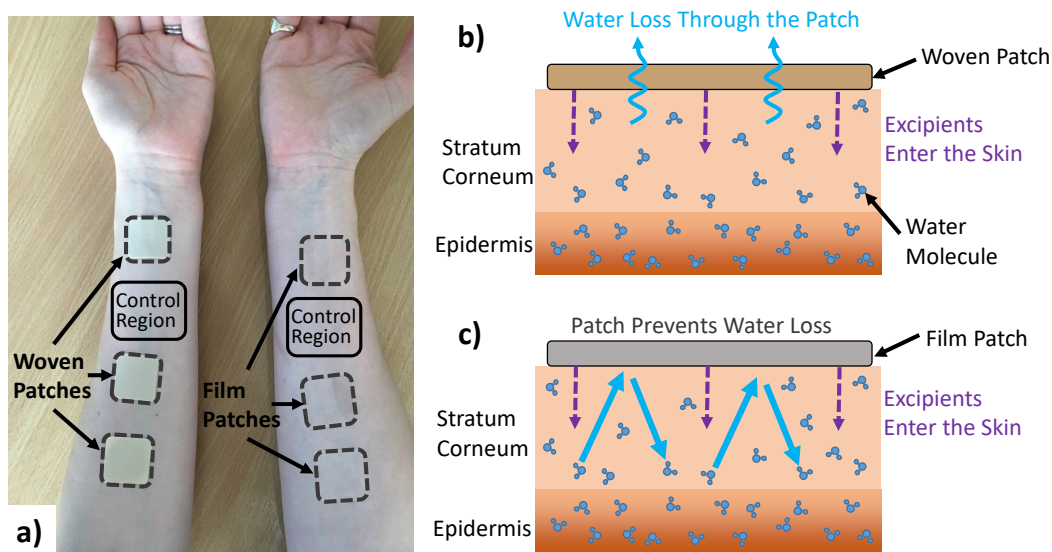 Control
Region
Control
Region
Woven
Patches
Film
Patches
a)
b)
Water Loss Through the Patch
Woven Patch
Stratum
Corneum
Excipients
Enter the Skin
Epidermis
Water
Molecule
c)
Patch Prevents Water Loss
Film Patch
Stratum
Corneum
Excipients
Enter the Skin
Epidermis